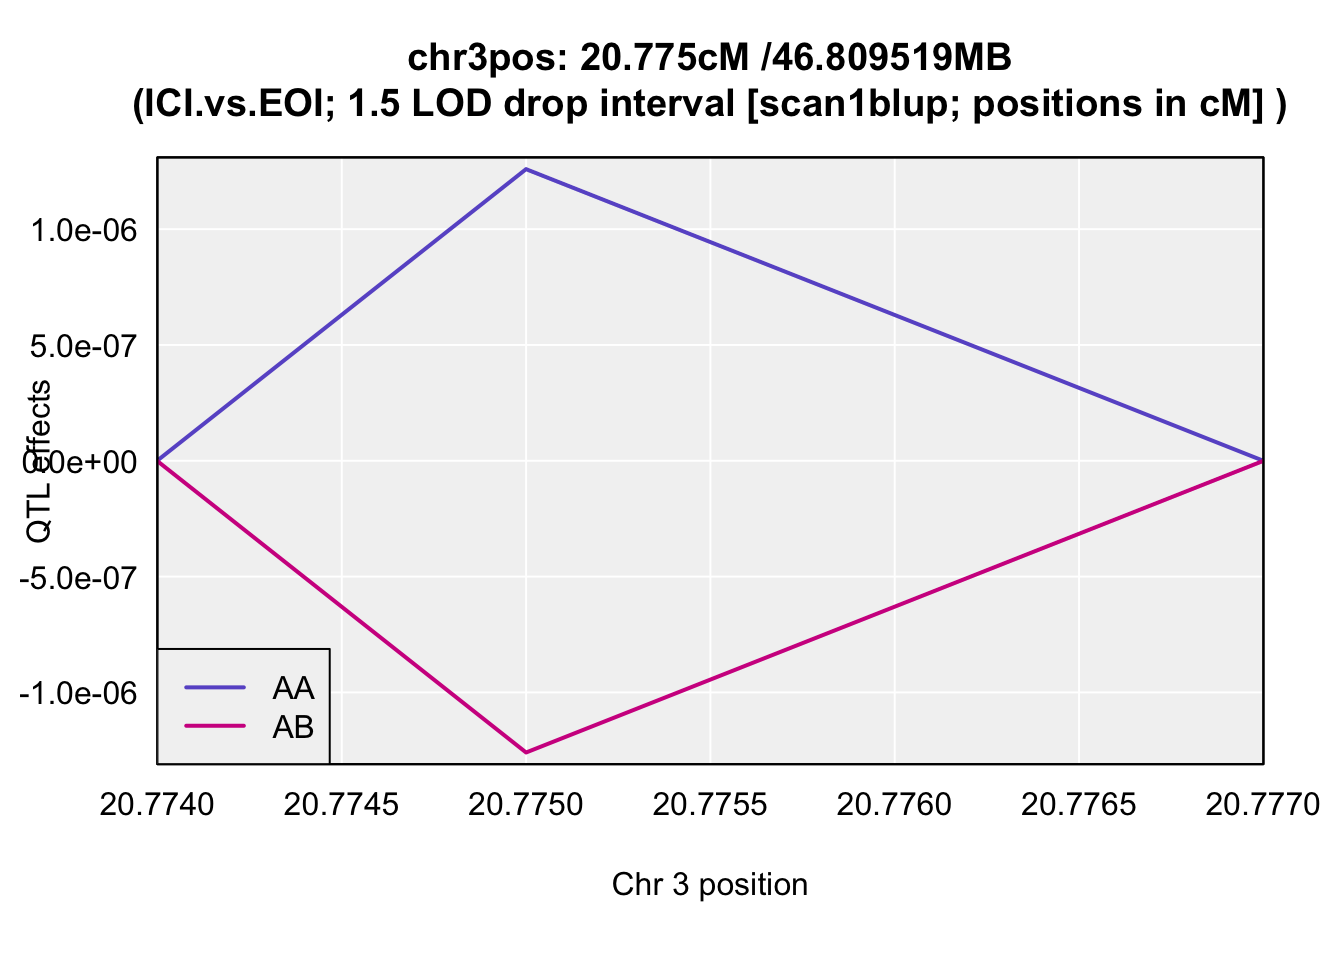 chr3pos: 20.775cM /46.809519MB
(ICI.vs.EOI; 1.5 LOD drop interval [scan1blup; positions in cM] )
1.0e-06
5.0e-07
0.0e+00
-5.0e-07
-1.0e-06
QTL effects
AA
AB
20.7740 20.7745 20.7750 20.7755 20.7760 20.7765 20.7770
Chr 3 position